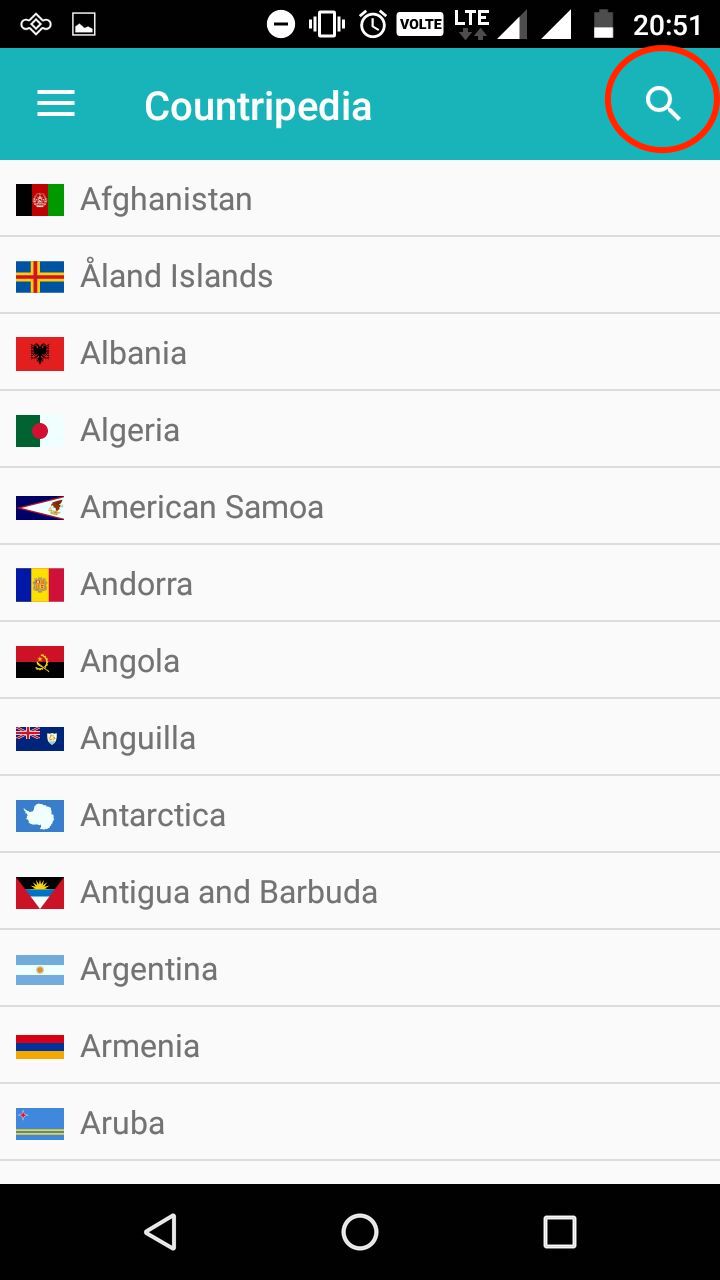 VOLTE LTE 20:51
Countripedia
Afghanistan
Åland Islands
Albania
Algeria
American Samoa
Andorra
Angola
Anguilla
Antarctica
Antigua and Barbuda
Argentina
Armenia
Aruba